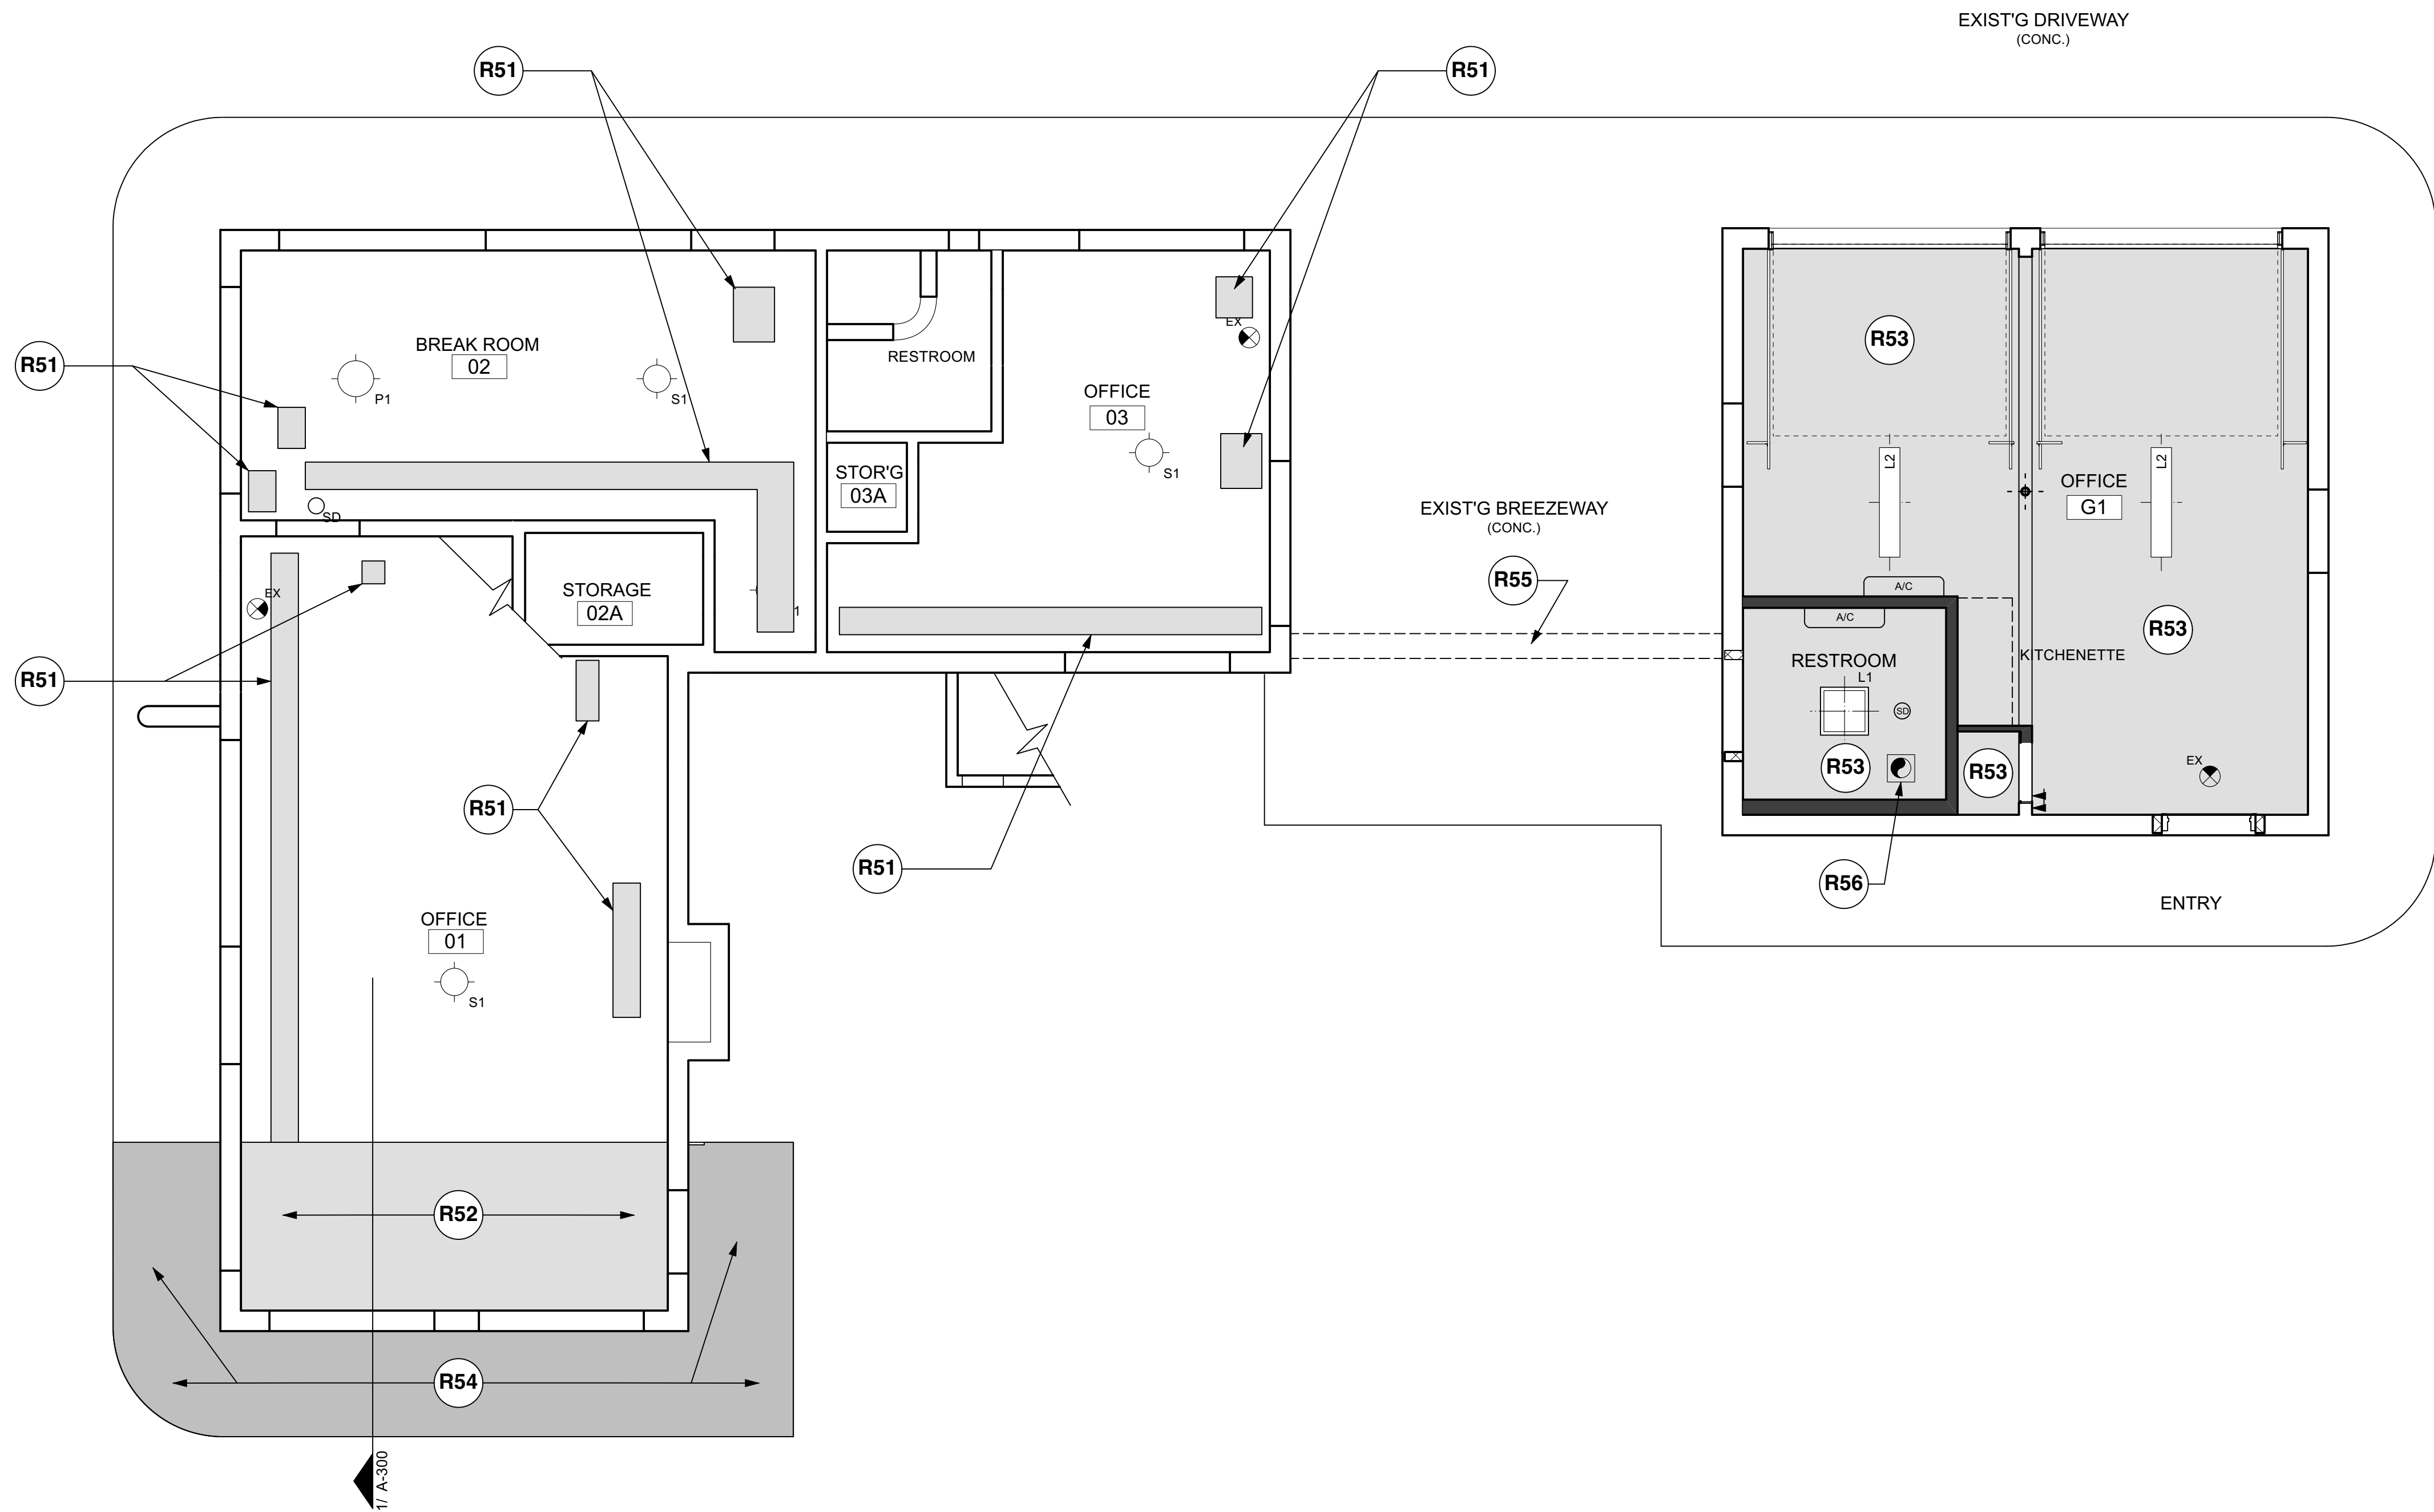 EXIST'G DRIVEWAY
(CONC.)
R51
R51
R51
BREAK ROOM
02
P1
S1
SD
RESTROOM
EX
OFFICE
03
S1
STOR'G
03A
EXIST'G BREEZEWAY
(CONC.)
R55
R53
L2
L2
OFFICE
G1
A/C
A/C
R53
KITCHENETTE
RESTROOM
L1
SD
R53
R53
EX
R56
ENTRY
EX
STORAGE
02A
1
R51
R51
R51
OFFICE
01
S1
R52
R54
1/ A-300